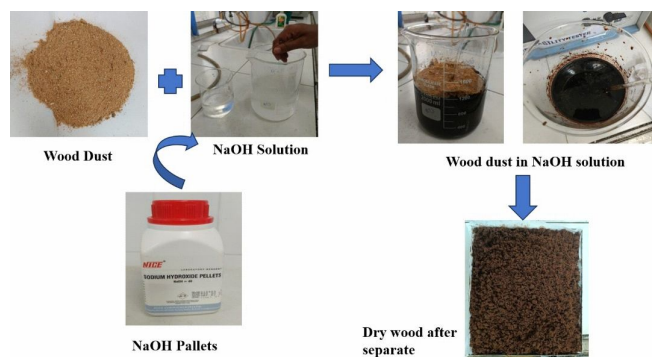 Wood Dust
NaOH Solution
Wood dust in NaOH solution
NICE
SODIUM HYDROXIDE PELLETS
NaOH Pallets
Dry wood after
separate